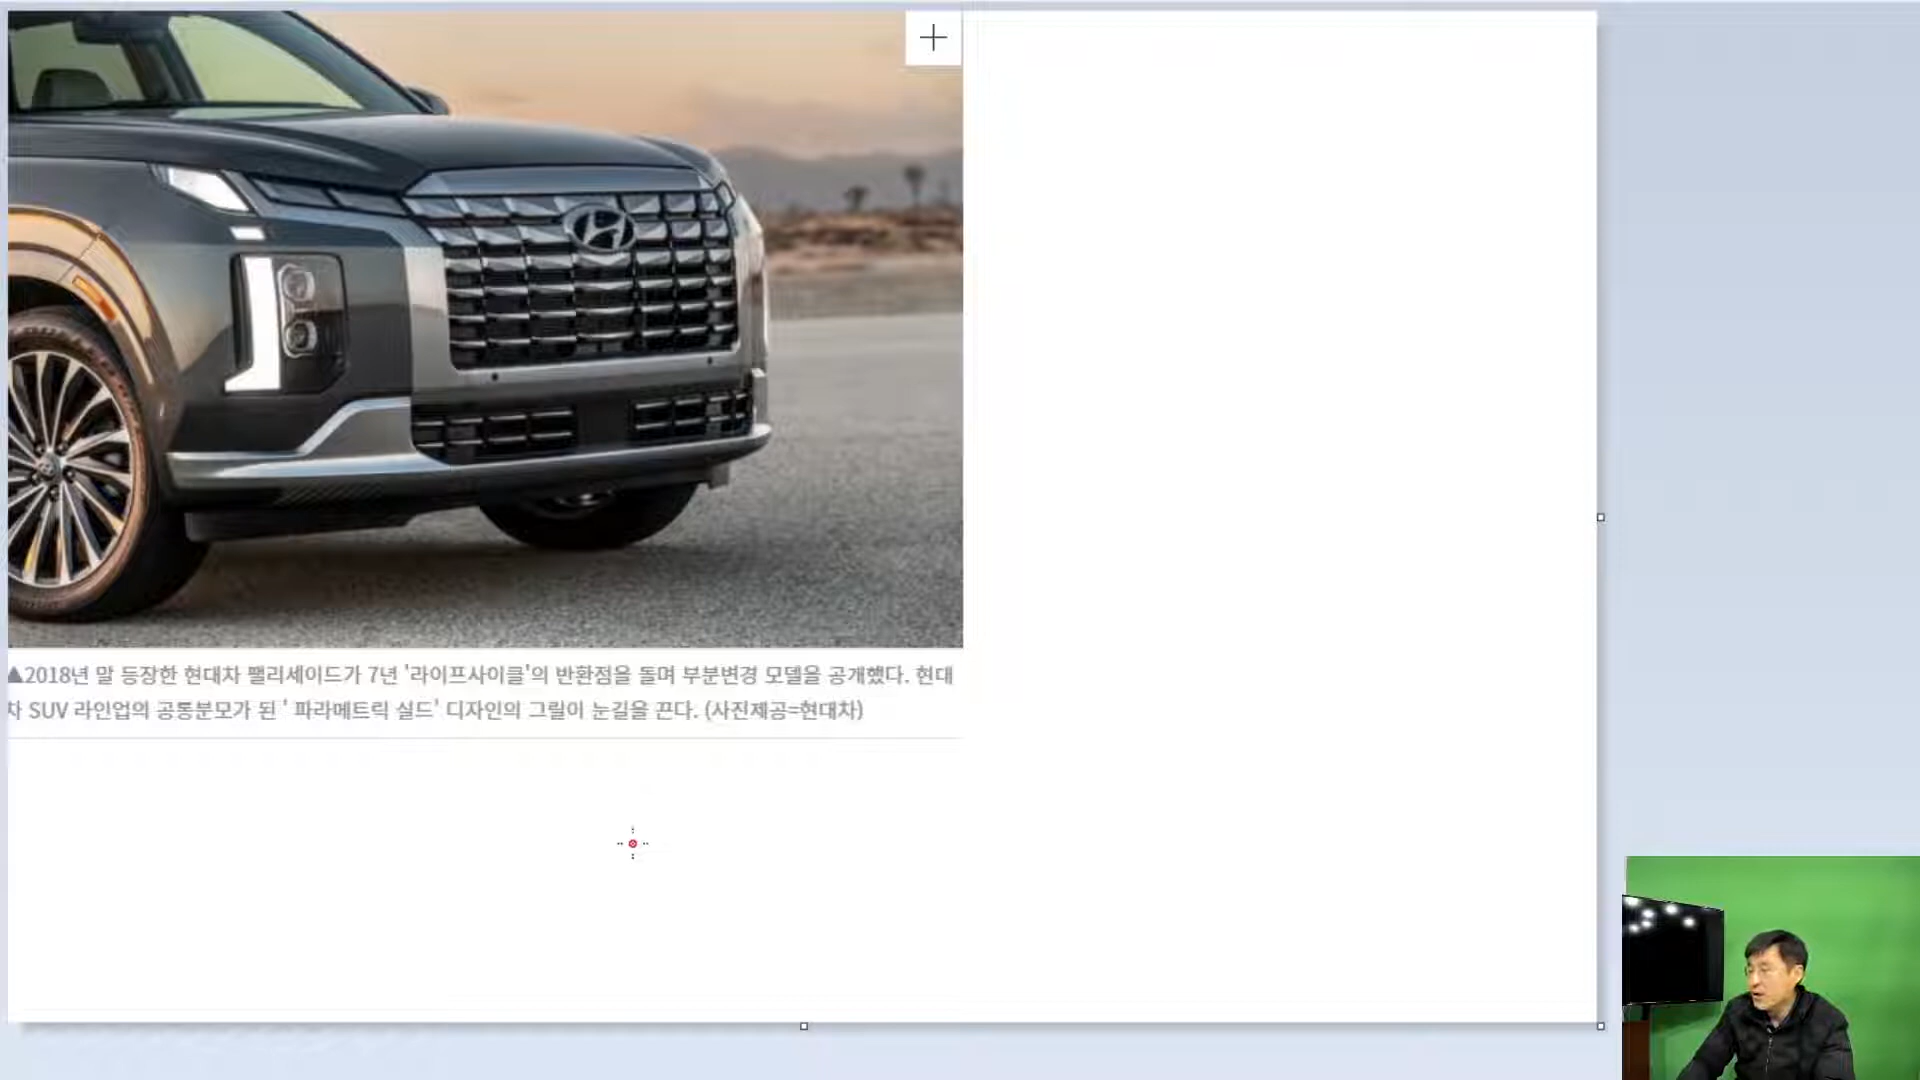 ▲2018년 말 등장한 현대차 팰리세이드가 7년 '라이프사이클'의 반환점을 돌며 부분변경 모델을 공개했다. 현대
차 SUV 라인업의 공통분모가 된 ' 파라메트릭 실드' 디자인의 그릴이 눈길을 끈다. (사진제공=현대차)